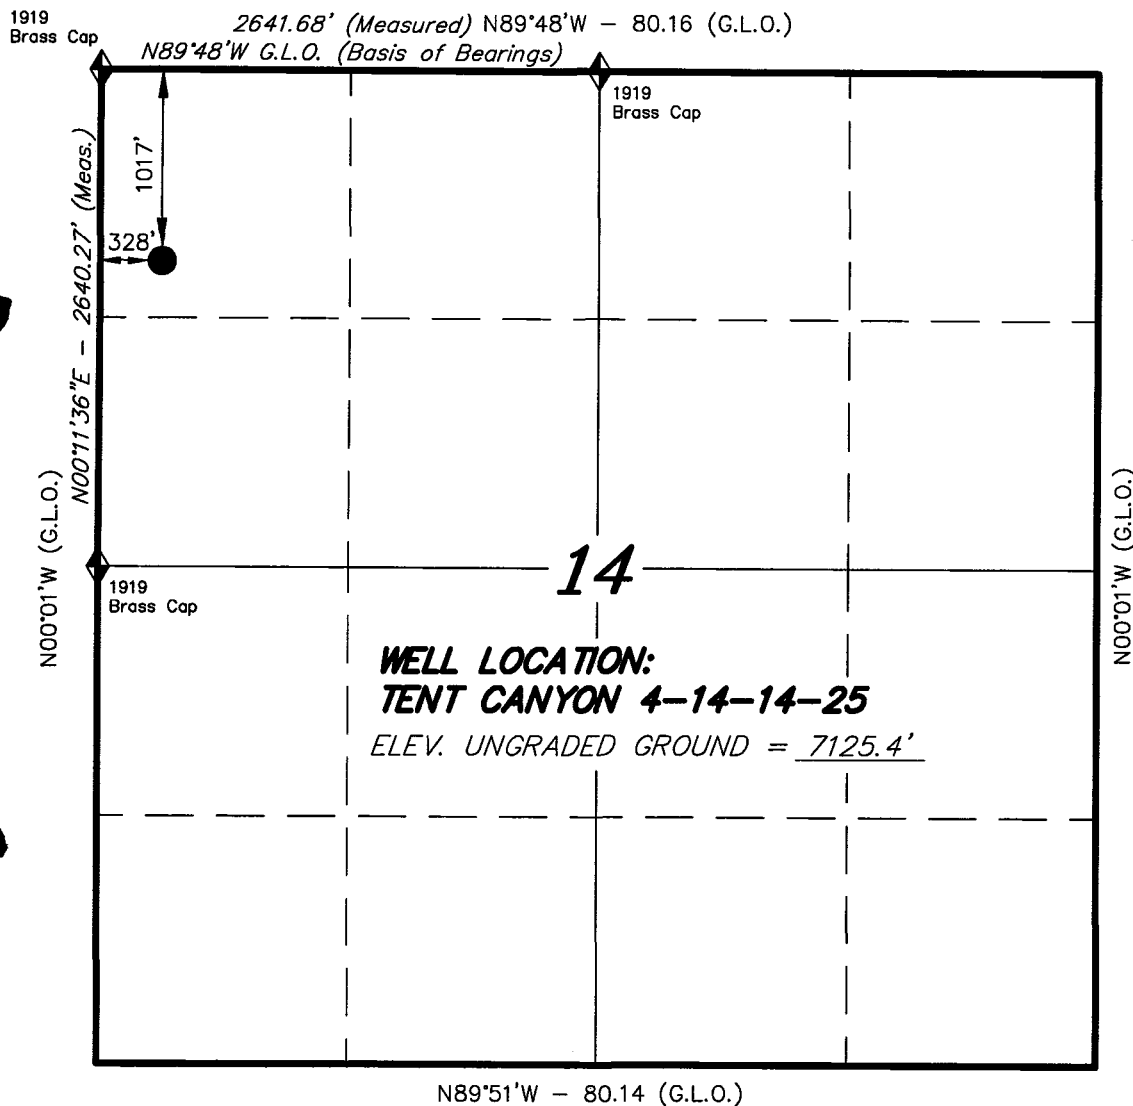 1919
Brass Cap
2641.68' (Measured) N89°48'W – 80.16 (G.L.O.)
N89°48'W G.L.O. (Basis of Bearings)
1919
Brass Cap
1017'
328'
N00°11'36"E – 2640.27' (Meas.)
N00°01'W (G.L.O.)
N00°01'W (G.L.O.)
14
1919
Brass Cap
WELL LOCATION:
TENT CANYON 4–14–14–25
ELEV. UNGRADED GROUND = 7125.4'
N89°51'W – 80.14 (G.L.O.)